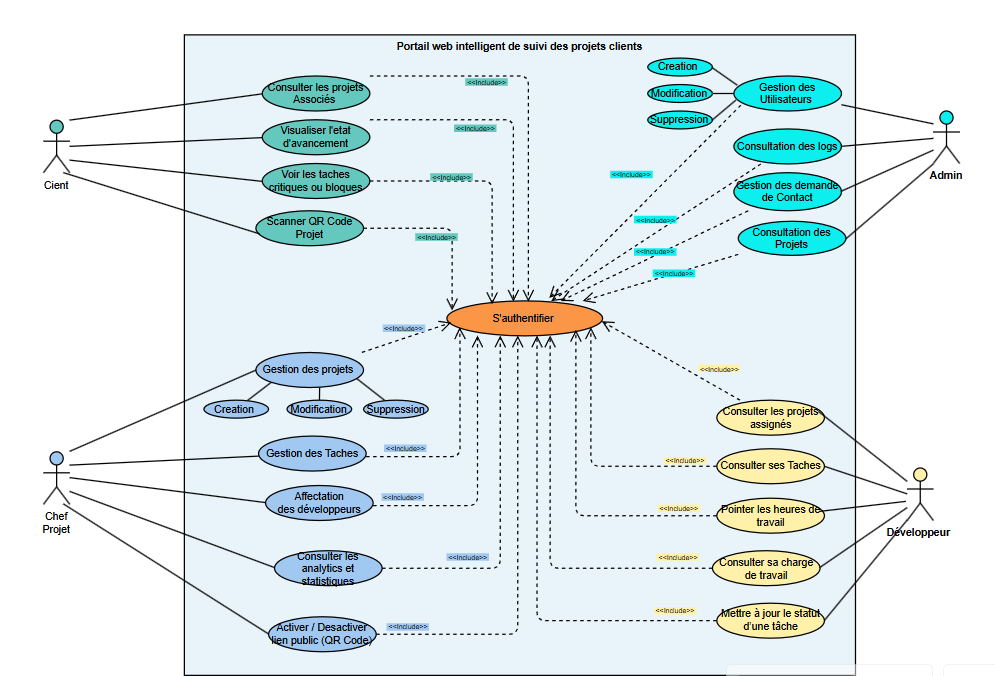 Portail web intelligent de suivi des projets clients
Consulter les projets
Associés
<<Include>>
Visualiser l'etat
d'avancement
<<Include>>
Voir les taches
critiques ou bloques
<<Include>>
Scanner QR Code
Projet
<<Include>>
Cient
Creation
Modification
Suppression
Gestion des
Utilisateurs
<<Include>>
Consultation des logs
<<Include>>
Gestion des demande
de Contact
<<Include>>
Consultation des
Projets
<<Include>>
Admin
S'authentifier
Gestion des projets
<<Include>>
Creation
Modification
Suppression
Gestion des Taches
<<Include>>
Affectation
des développeurs
<<Include>>
Consulter les
analytics et
statistiques
<<Include>>
Activer / Desactiver
lien public (QR Code)
<<Include>>
Chef
Projet
<<Include>>
Consulter les projets
assignés
<<Include>>
Consulter ses Taches
<<Include>>
Pointer les heures de
travail
<<Include>>
Consulter sa charge
de travail
<<Include>>
Mettre à jour le statut
d'une tâche
Développeur